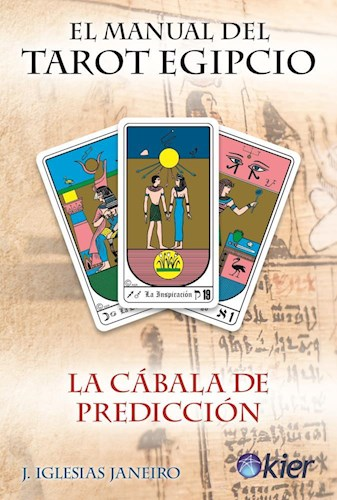 EL MANUAL DEL
TAROT EGIPCIO
La Inspiración 19
LA CÁBALA DE
PREDICCIÓN
J. IGLESIAS JANEIRO
kier